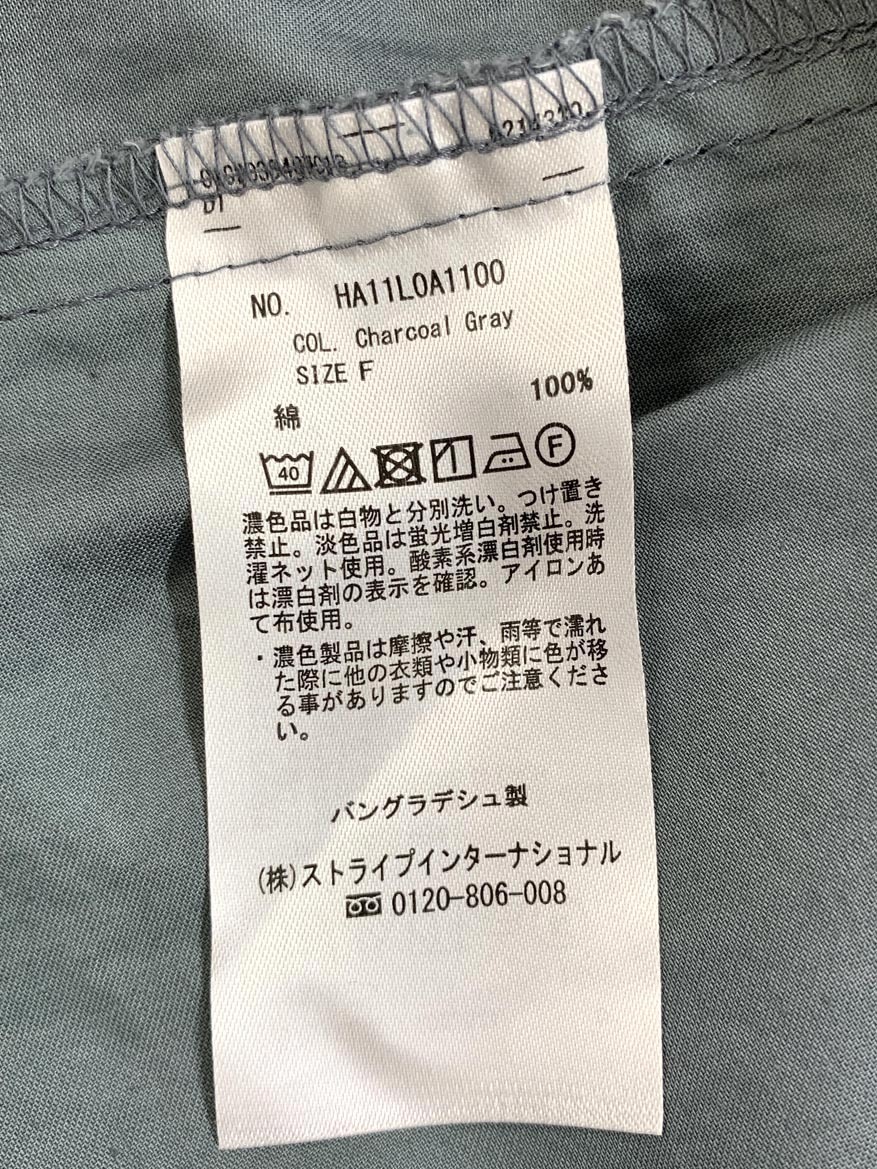 NO. HA11L0A1100
COL. Charcoal Gray
SIZE F
綿 100%
40 F
濃色品は白物と分別洗い。つけ置き
禁止。淡色品は蛍光増白剤禁止。洗
濯ネット使用。酸素系漂白剤使用時
は漂白剤の表示を確認。アイロンあ
て布使用。
・濃色製品は摩擦や汗、雨等で濡れ
た際に他の衣類や小物類に色が移
る事がありますのでご注意くださ
い。
バングラデシュ製
(株)ストライプインターナショナル
0120-806-008